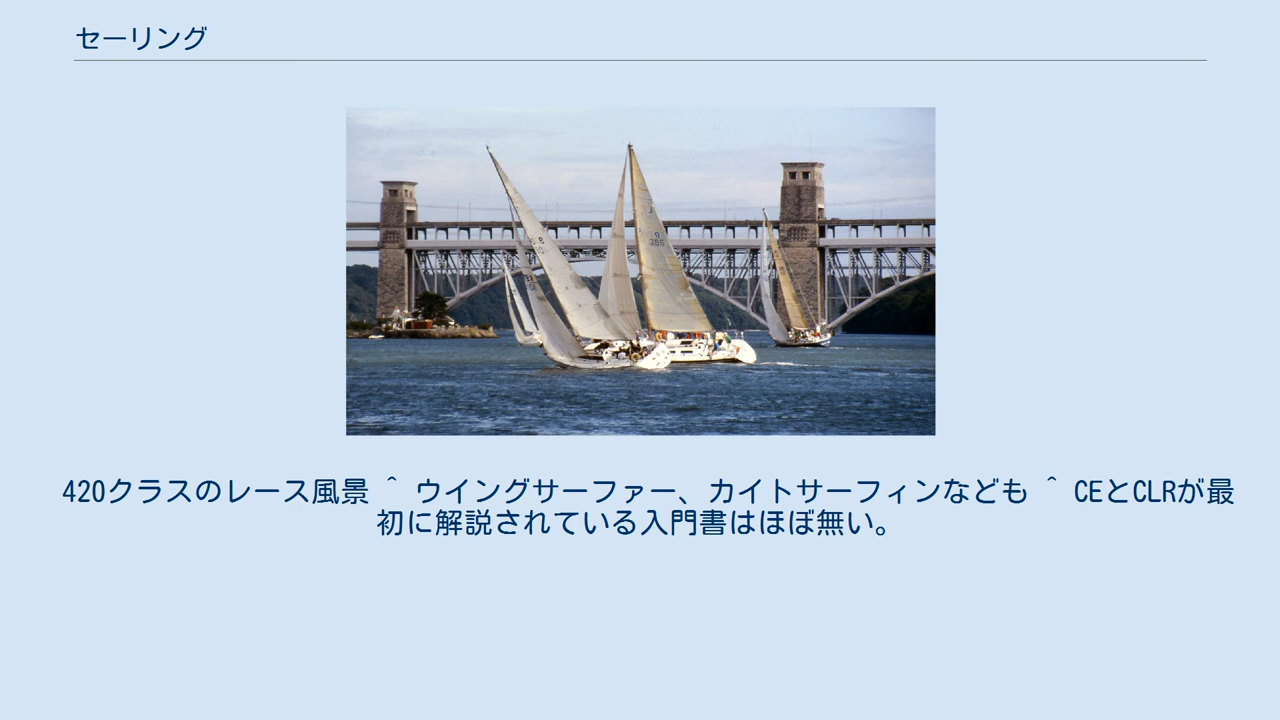 セーリング
420クラスのレース風景 ^ ウイングサーファー、カイトサーフィンなども ^ CEとCLRが最
初に解説されている入門書はほぼ無い。